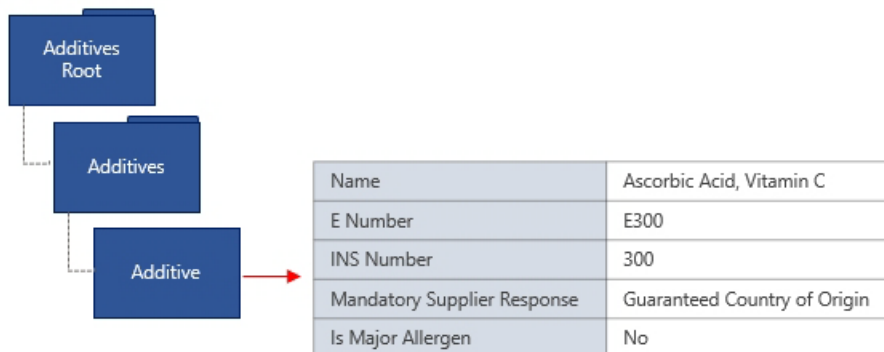 Additives
Root
Additives
Additive
Name Ascorbic Acid, Vitamin C
E Number E300
INS Number 300
Mandatory Supplier Response Guaranteed Country of Origin
Is Major Allergen No